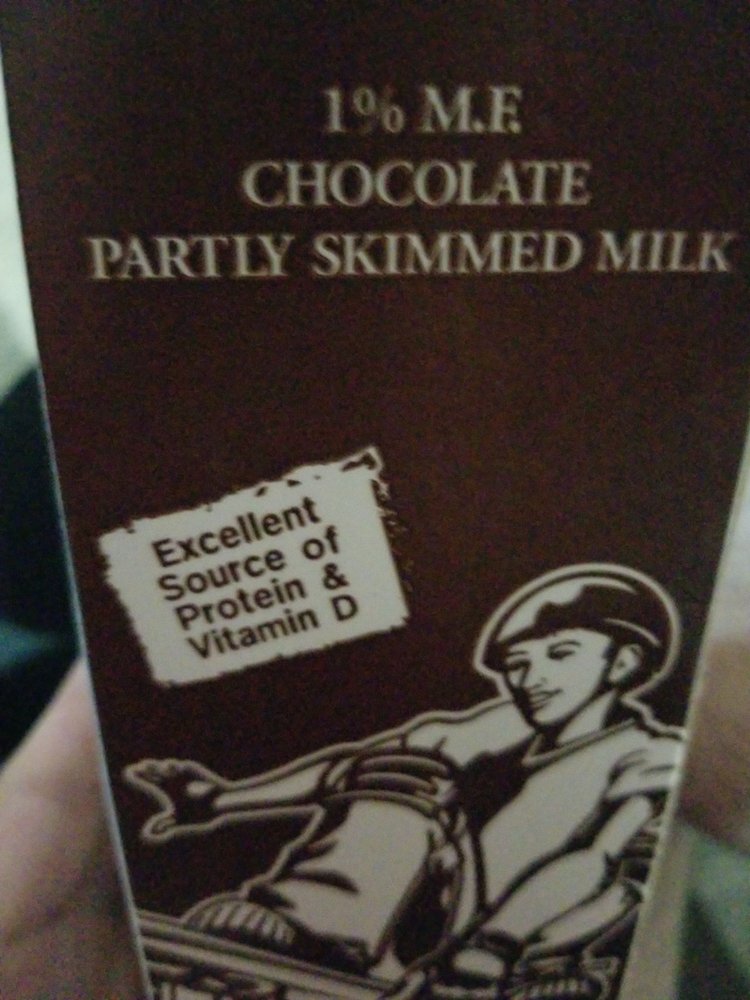 1% M.F.
CHOCOLATE
PARTLY SKIMMED MILK
Excellent
Source of
Protein &
Vitamin D